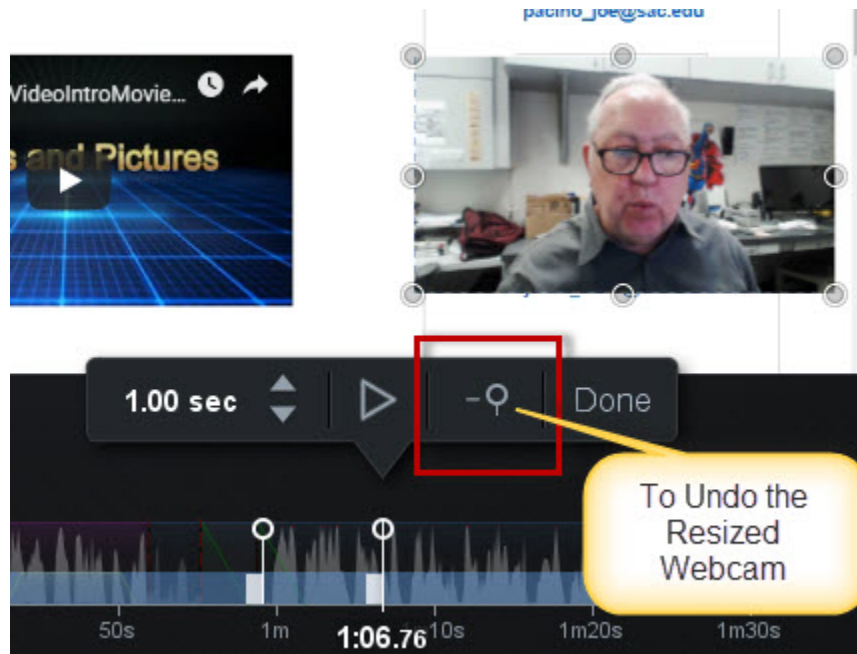 pacino_joe@sac.edu
VideoIntroMovie...
s and Pictures
1.00 sec
Done
To Undo the
Resized
Webcam
50s
1m
1:06.76
10s
1m20s
1m30s